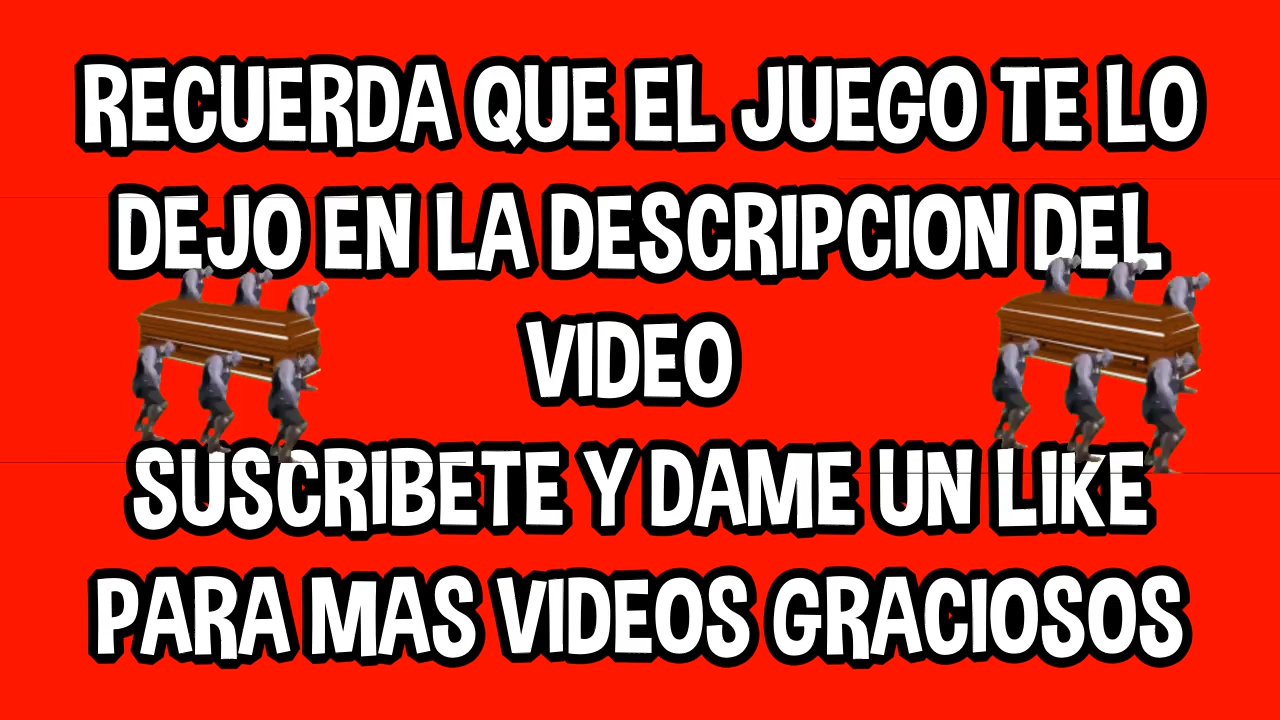 RECUERDA QUE EL JUEGO TE LO
DEJO EN LA DESCRIPCION DEL
VIDEO
SUSCRIBETE Y DAME UN LIKE
PARA MAS VIDEOS GRACIOSOS